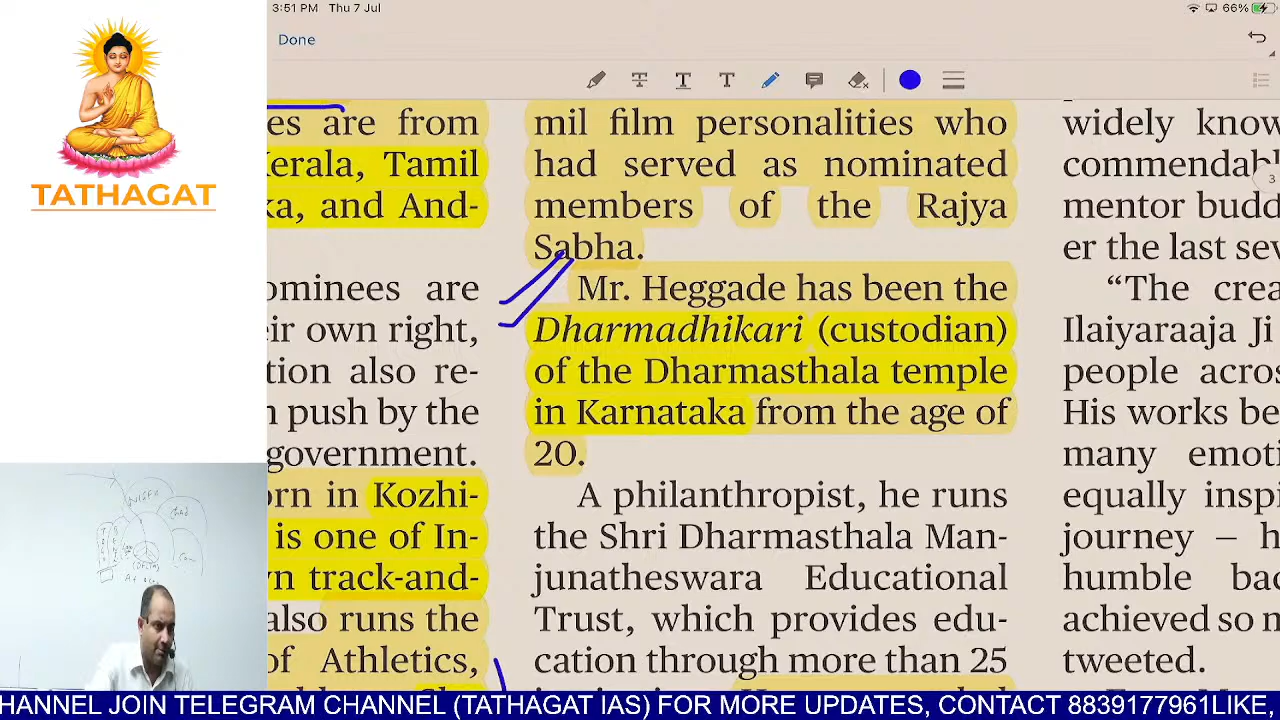 3:51 PM Thu 7 Jul
66%
Done
TATHAGAT
es are from
Kerala, Tamil
ka, and And-
ominees are
eir own right,
tion also re-
push by the
government.
orn in Kozhi-
is one of In-
wn track-and-
also runs the
of Athletics,
mil film personalities who
had served as nominated
members of the Rajya
Sabha.
Mr. Heggade has been the
Dharmadhikari (custodian)
of the Dharmasthala temple
in Karnataka from the age of
20.
A philanthropist, he runs
the Shri Dharmasthala Man-
junatheswara Educational
Trust, which provides edu-
cation through more than 25
widely know
commendab
3
mentor budd
er the last sev
“The crea
Ilaiyaraaja Ji
people acros
His works be
many emoti
equally inspi
journey – h
humble bac
achieved so m
tweeted.
HANNEL JOIN TELEGRAM CHANNEL (TATHAGAT IAS) FOR MORE UPDATES, CONTACT 8839177961LIKE,